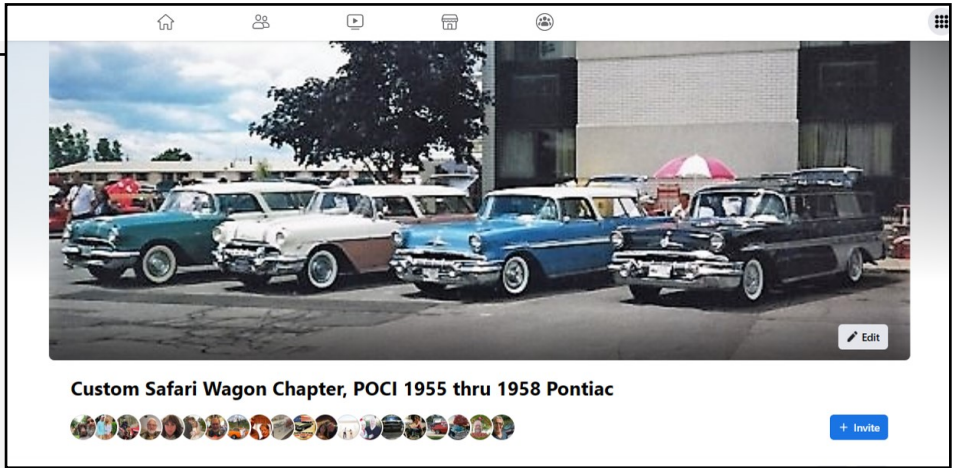 Edit
Custom Safari Wagon Chapter, POCI 1955 thru 1958 Pontiac
+ Invite